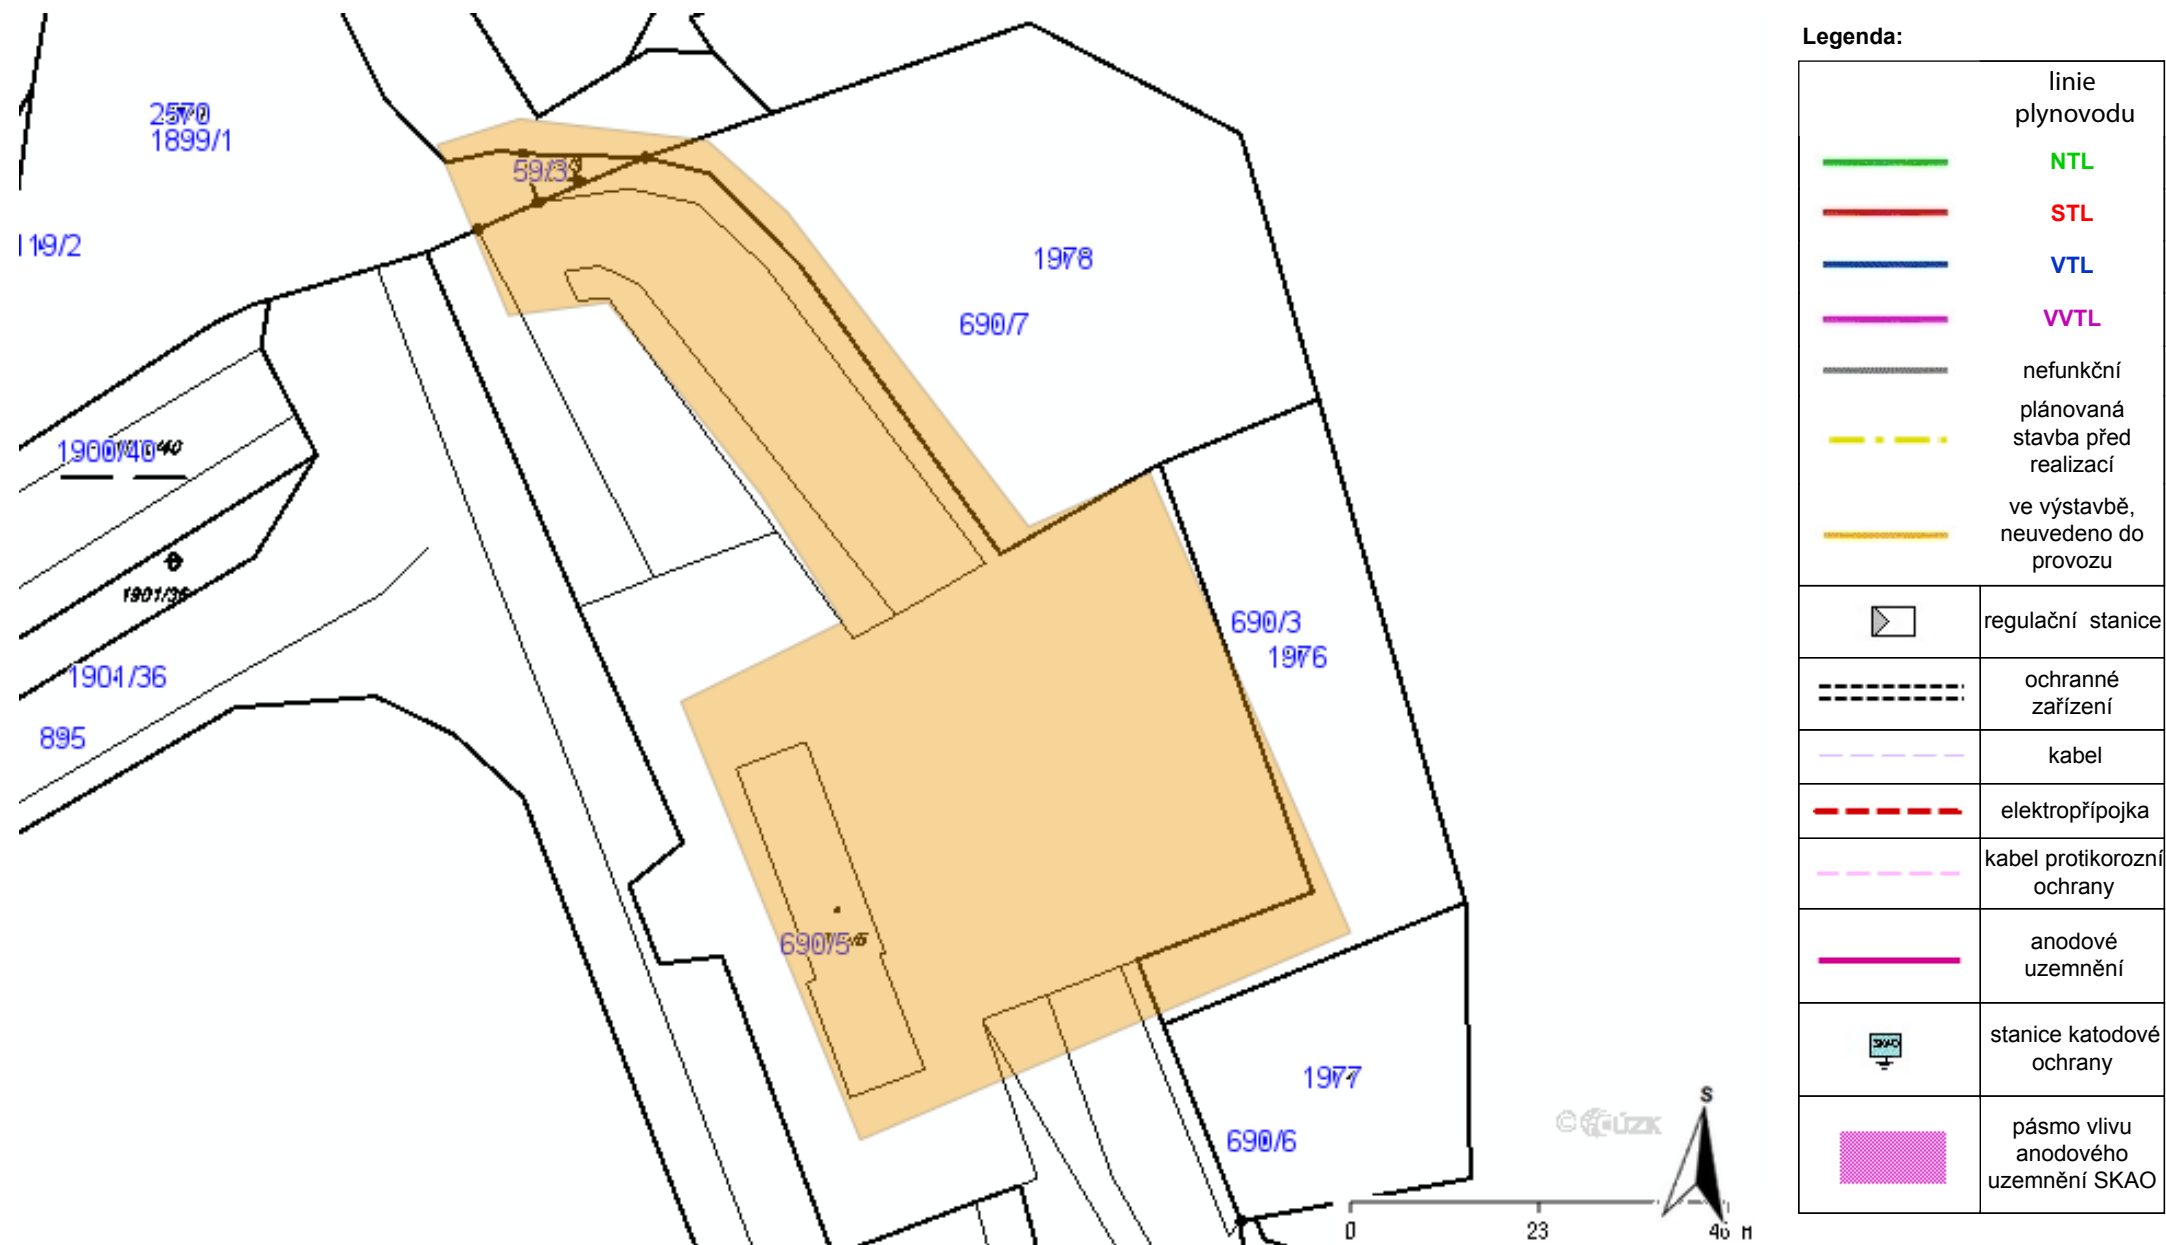 2570
1899/1
59/3
119/2
1978
690/7
1900/40
1901/36
1901/36
895
690/3
1976
690/5
1977
690/6
S
0 23 46 M
Legenda:
linie
plynovodu
NTL
STL
VTL
VVTL
nefunkční
plánovaná
stavba před
realizací
ve výstavbě,
neuvedeno do
provozu
regulační stanice
ochranné
zařízení
kabel
elektropřípojka
kabel protikorozní
ochrany
anodové
uzemnění
SKAO
stanice katodové
ochrany
pásmo vlivu
anodového
uzemnění SKAO